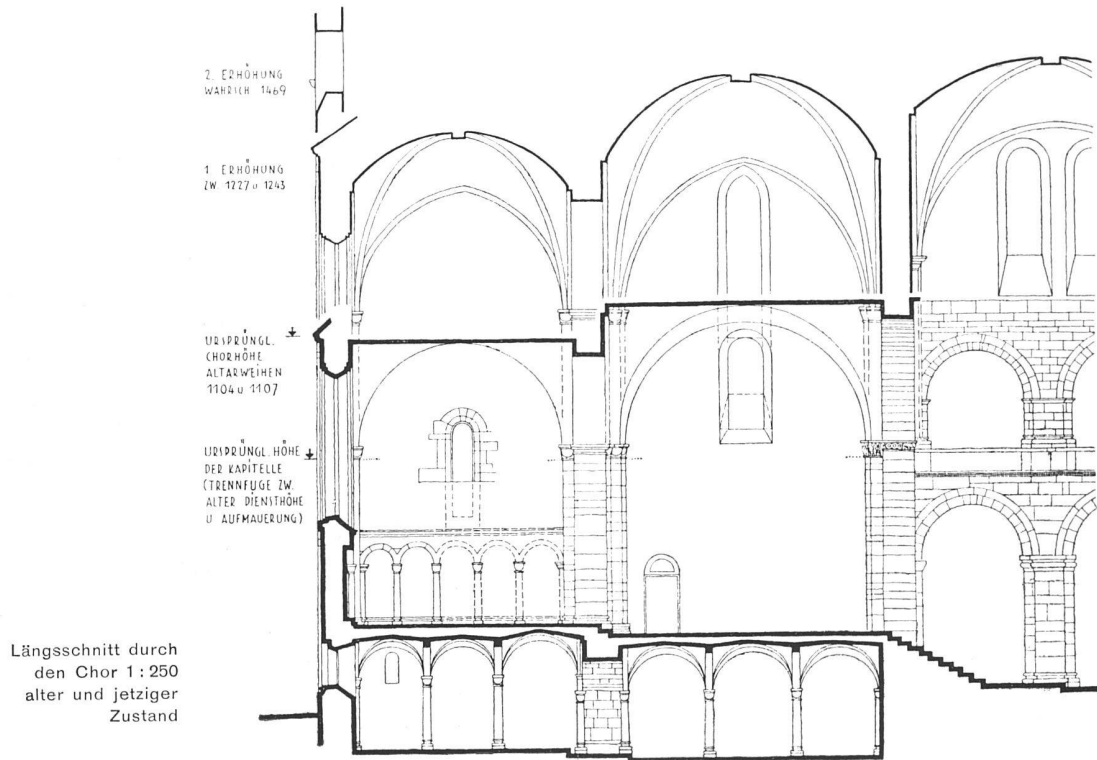 2. ERHÖHUNG
WAHRSCH. 1469
1. ERHÖHUNG
ZW. 1227 u 1243
URSPRÜNGL.
CHORHÖHE
ALTARWEIHEN
1104 u 1107
URSPRÜNGL. HÖHE
DER KAPITELLE
(TRENNFUGE ZW.
ALTER DIENSTHÖHE
U AUFMAUERUNG)
Längsschnitt durch
den Chor 1 : 250
alter und jetziger
Zustand